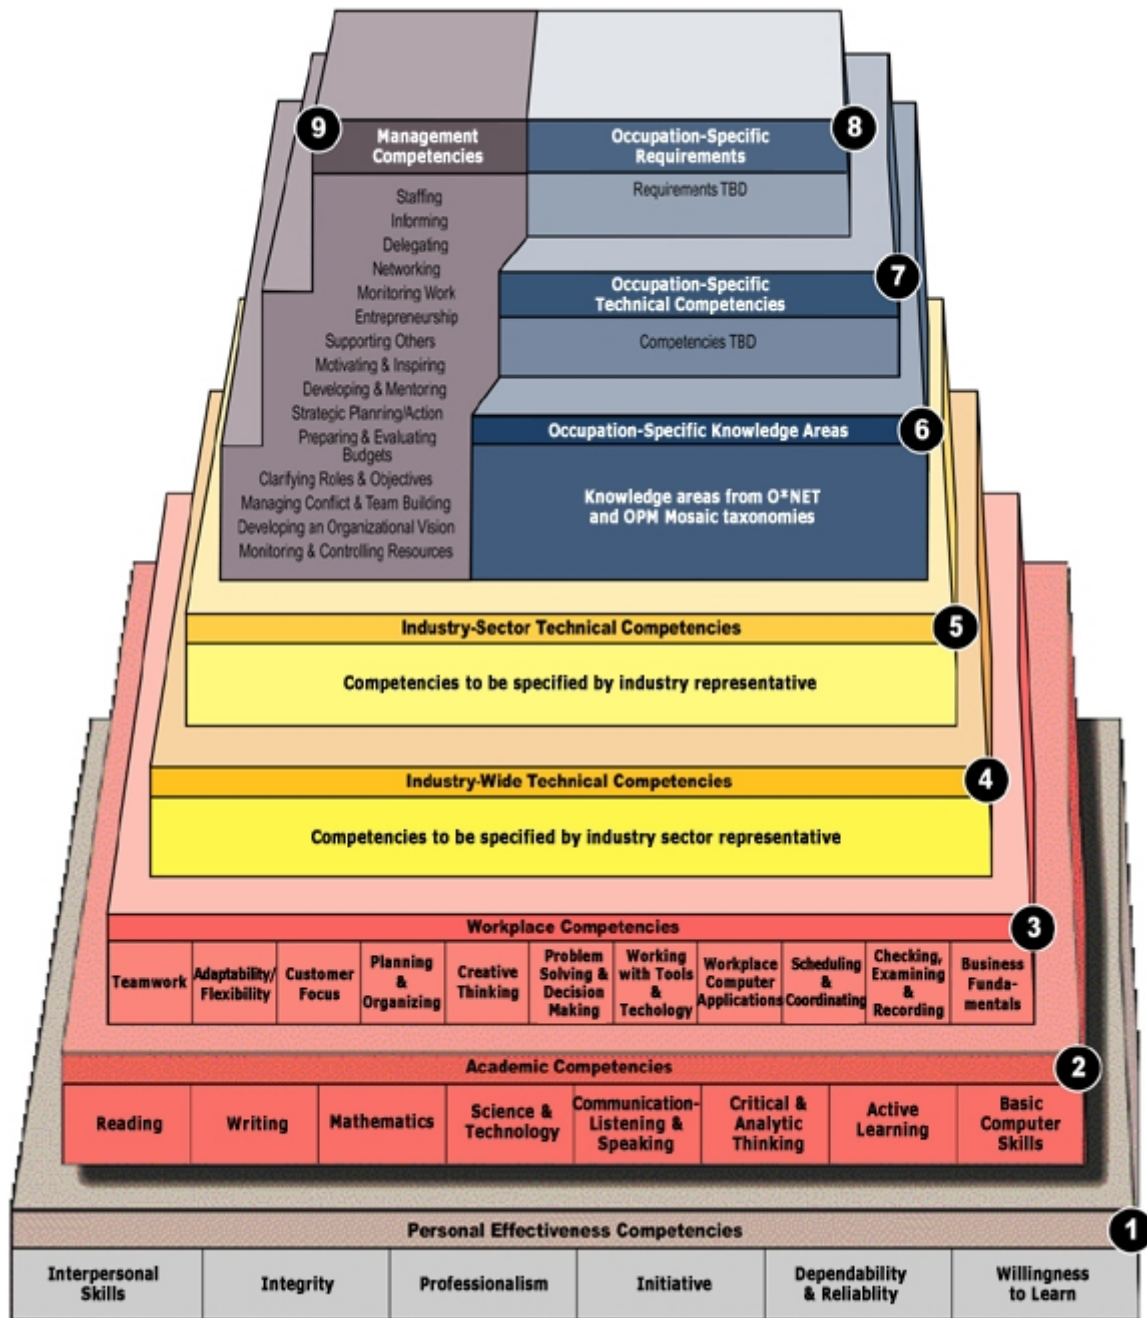 9
Management
Competencies
Staffing
Informing
Delegating
Networking
Monitoring Work
Entrepreneurship
Supporting Others
Motivating & Inspiring
Developing & Mentoring
Strategic Planning/Action
Preparing & Evaluating
Budgets
Clarifying Roles & Objectives
Managing Conflict & Team Building
Developing an Organizational Vision
Monitoring & Controlling Resources
8
Occupation-Specific
Requirements
Requirements TBD
7
Occupation-Specific
Technical Competencies
Competencies TBD
6
Occupation-Specific Knowledge Areas
Knowledge areas from O*NET
and OPM Mosaic taxonomies
5
Industry-Sector Technical Competencies
Competencies to be specified by industry representative
4
Industry-Wide Technical Competencies
Competencies to be specified by industry sector representative
3
Workplace Competencies
Teamwork
Adaptability/
Flexibility
Customer
Focus
Planning
&
Organizing
Creative
Thinking
Problem
Solving &
Decision
Making
Working
with Tools
&
Techology
Workplace
Computer
Applications
Scheduling
&
Coordinating
Checking,
Examining
&
Recording
Business
Funda-
mentals
2
Academic Competencies
Reading
Writing
Mathematics
Science &
Technology
Communication-
Listening &
Speaking
Critical &
Analytic
Thinking
Active
Learning
Basic
Computer
Skills
1
Personal Effectiveness Competencies
Interpersonal
Skills
Integrity
Professionalism
Initiative
Dependability
& Reliablity
Willingness
to Learn